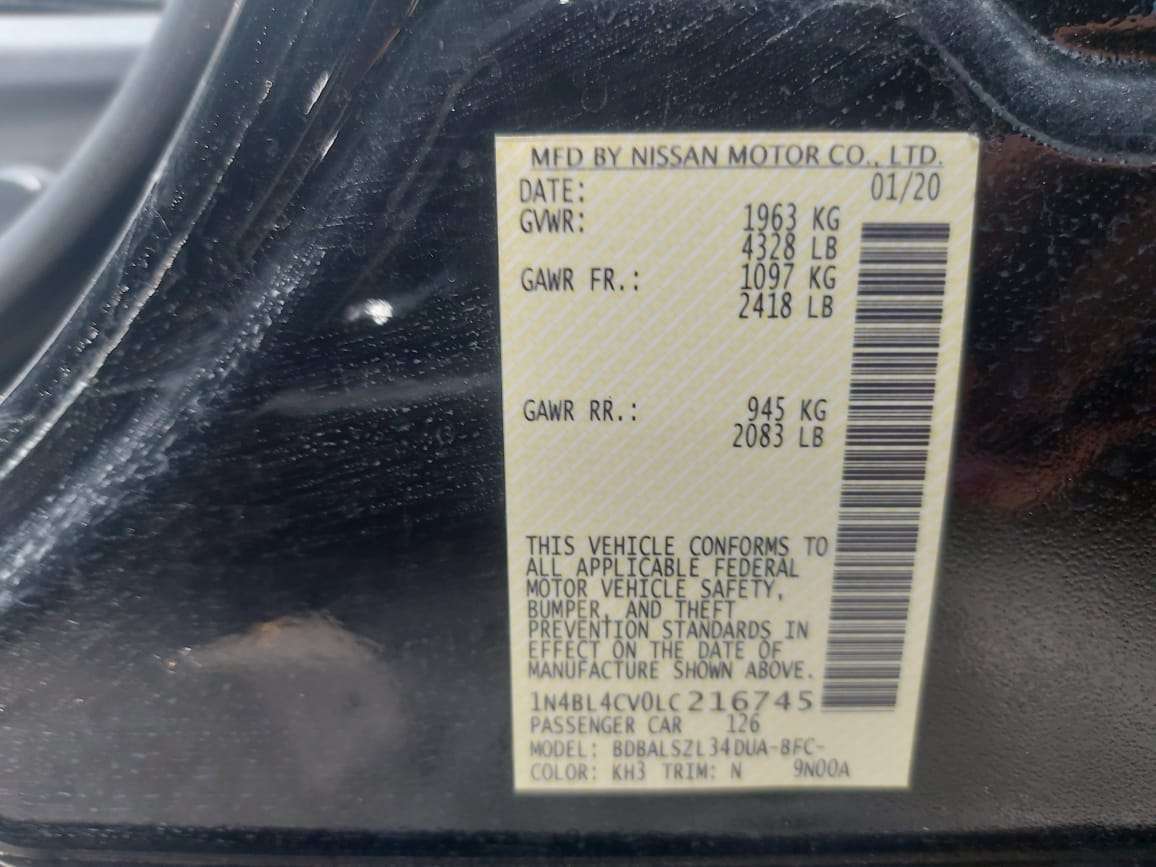 MFD BY NISSAN MOTOR CO., LTD.
DATE: 01/20
GVWR: 1963 KG
4328 LB
GAWR FR.: 1097 KG
2418 LB
GAWR RR.: 945 KG
2083 LB
THIS VEHICLE CONFORMS TO
ALL APPLICABLE FEDERAL
MOTOR VEHICLE SAFETY,
BUMPER, AND THEFT
PREVENTION STANDARDS IN
EFFECT ON THE DATE OF
MANUFACTURE SHOWN ABOVE.
1N4BL4CV0LC216745
PASSENGER CAR 126
MODEL: BDBALSZL34DUA-BFC-
COLOR: KH3 TRIM: N 9N00A